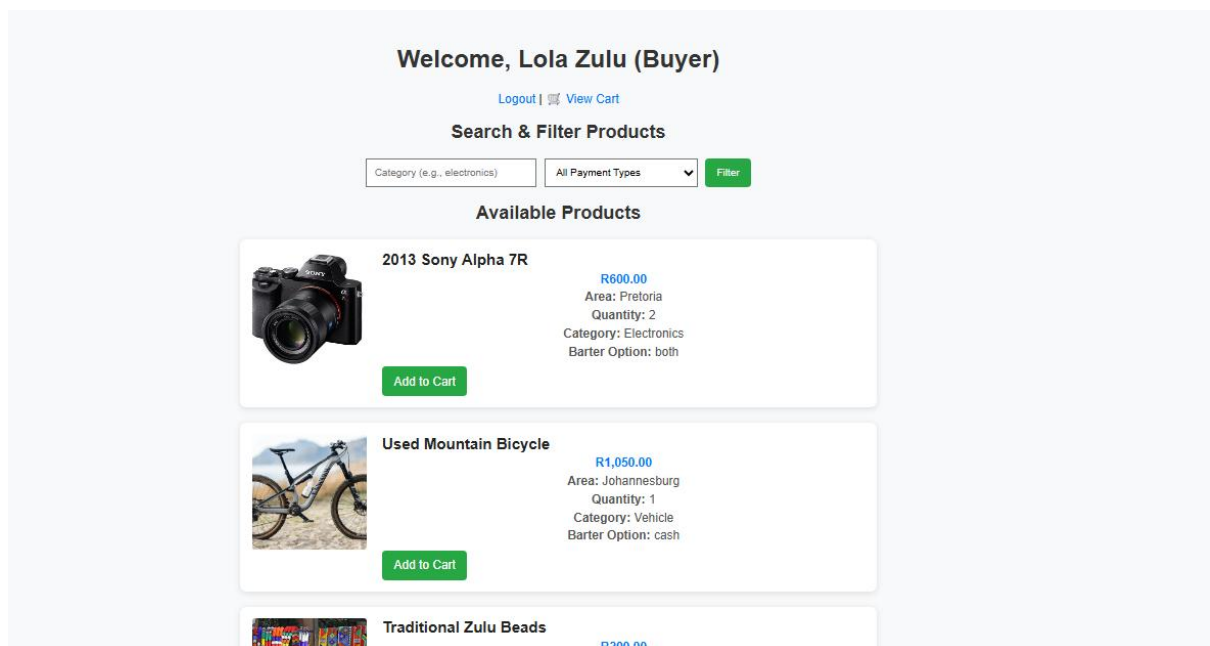 Welcome, Lola Zulu (Buyer)
Logout | 🛒 View Cart
Search & Filter Products
Category (e.g., electronics) All Payment Types Filter
Available Products
2013 Sony Alpha 7R
SONY
R600.00
Area: Pretoria
Quantity: 2
Category: Electronics
Barter Option: both
Add to Cart
Used Mountain Bicycle
R1,050.00
Area: Johannesburg
Quantity: 1
Category: Vehicle
Barter Option: cash
Add to Cart
Traditional Zulu Beads